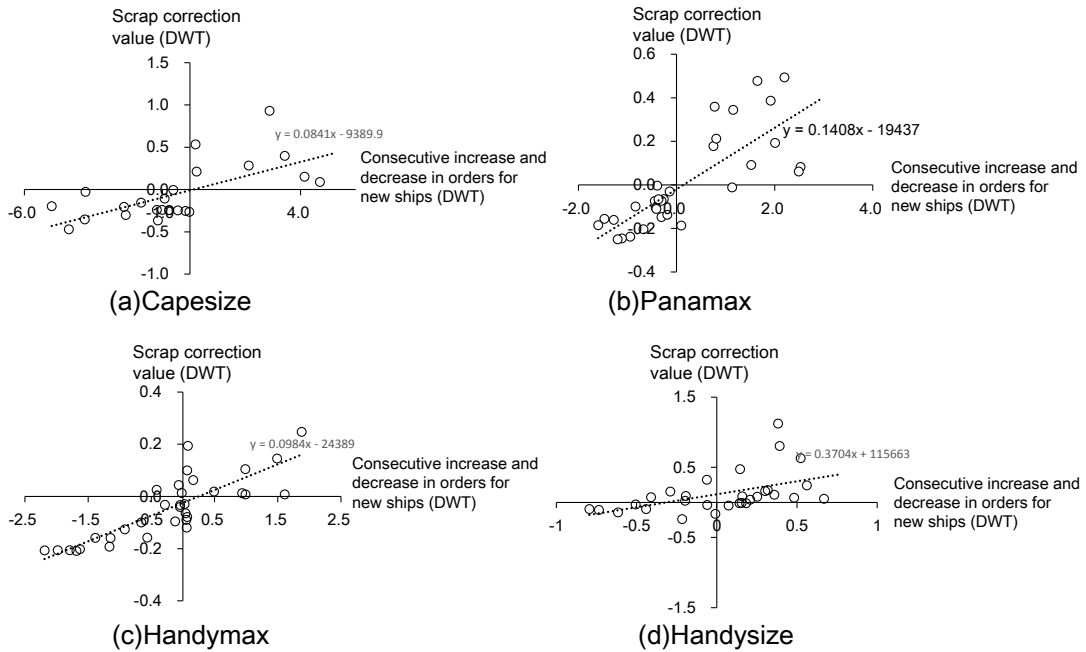 Scrap correction
value (DWT)
1.5
1.0
0.5
0.0
-0.5
-1.0
-6.0
4.0
y = 0.0841x - 9389.9
Consecutive increase and
decrease in orders for
new ships (DWT)
(a)Capesize
Scrap correction
value (DWT)
0.6
0.4
0.2
0.0
-0.2
-0.4
-2.0
0.0
2.0
4.0
y = 0.1408x - 19437
Consecutive increase and
decrease in orders for
new ships (DWT)
(b)Panamax
Scrap correction
value (DWT)
0.4
0.2
0.0
-0.2
-0.4
-2.5
-1.5
-0.5
0.5
1.5
2.5
y = 0.0984x - 24389
Consecutive increase and
decrease in orders for
new ships (DWT)
(c)Handymax
Scrap correction
value (DWT)
1.5
0.5
-0.5
-1.5
-1
-0.5
0
0.5
1
y = 0.3704x + 115663
Consecutive increase and
decrease in orders for
new ships (DWT)
(d)Handysize